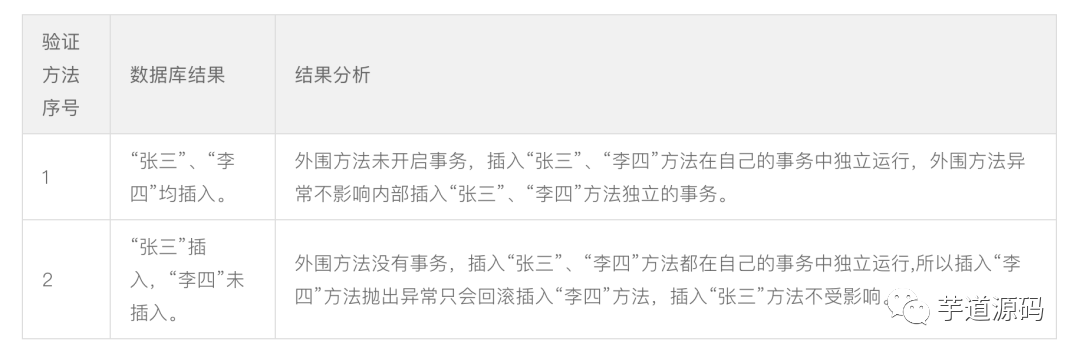 验证
方法
序号
数据库结果
结果分析
1
“张三”、“李
四”均插入。
外围方法未开启事务，插入“张三”、“李四”方法在自己的事务中独立运行，外围方法异
常不影响内部插入“张三”、“李四”方法独立的事务。
2
“张三”插
入，“李四”未
插入。
外围方法没有事务，插入“张三”、“李四”方法都在自己的事务中独立运行,所以插入“李
四”方法抛出异常只会回滚插入“李四”方法，插入“张三”方法不受影响。
芋道源码